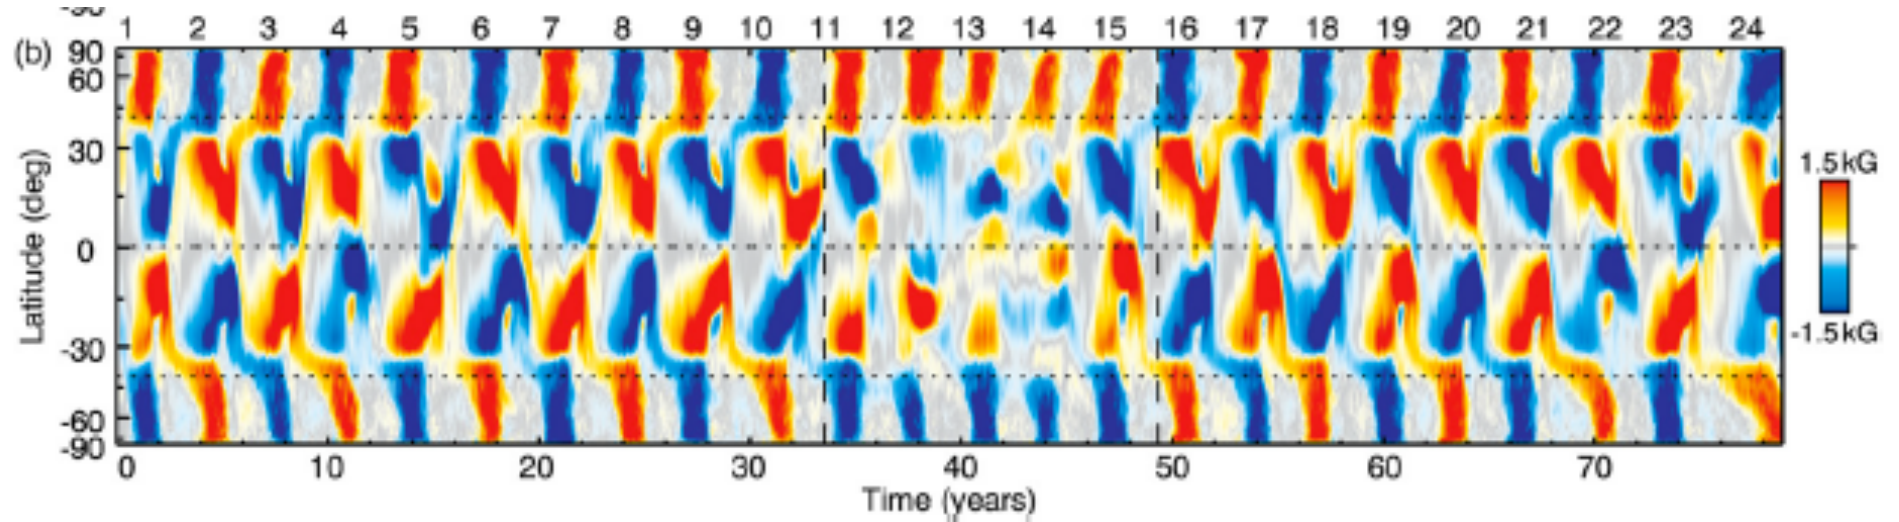 -90
1 2 3 4 5 6 7 8 9 10 11 12 13 14 15 16 17 18 19 20 21 22 23 24
(b)
90
60
30
0
-30
-60
-90
Latitude (deg)
0 10 20 30 40 50 60 70
Time (years)
1.5 kG
-1.5 kG